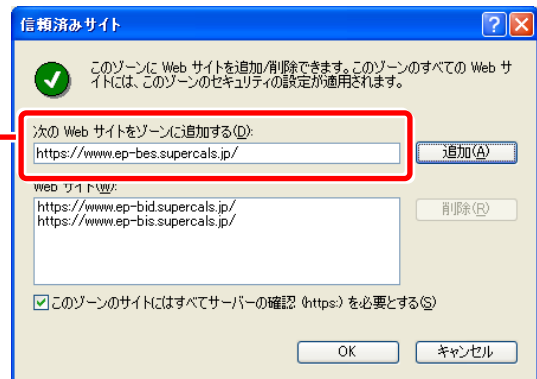 信頼済みサイト
このゾーンに Web サイトを追加/削除できます。このゾーンのすべての Web サ
イトには、このゾーンのセキュリティの設定が適用されます。
次の Web サイトをゾーンに追加する(D):
https://www.ep-bes.supercals.jp/
追加(A)
Web サイト(W):
https://www.ep-bid.supercals.jp/
https://www.ep-bis.supercals.jp/
削除(R)
このゾーンのサイトにはすべてサーバーの確認 (https:) を必要とする(S)
OK
キャンセル